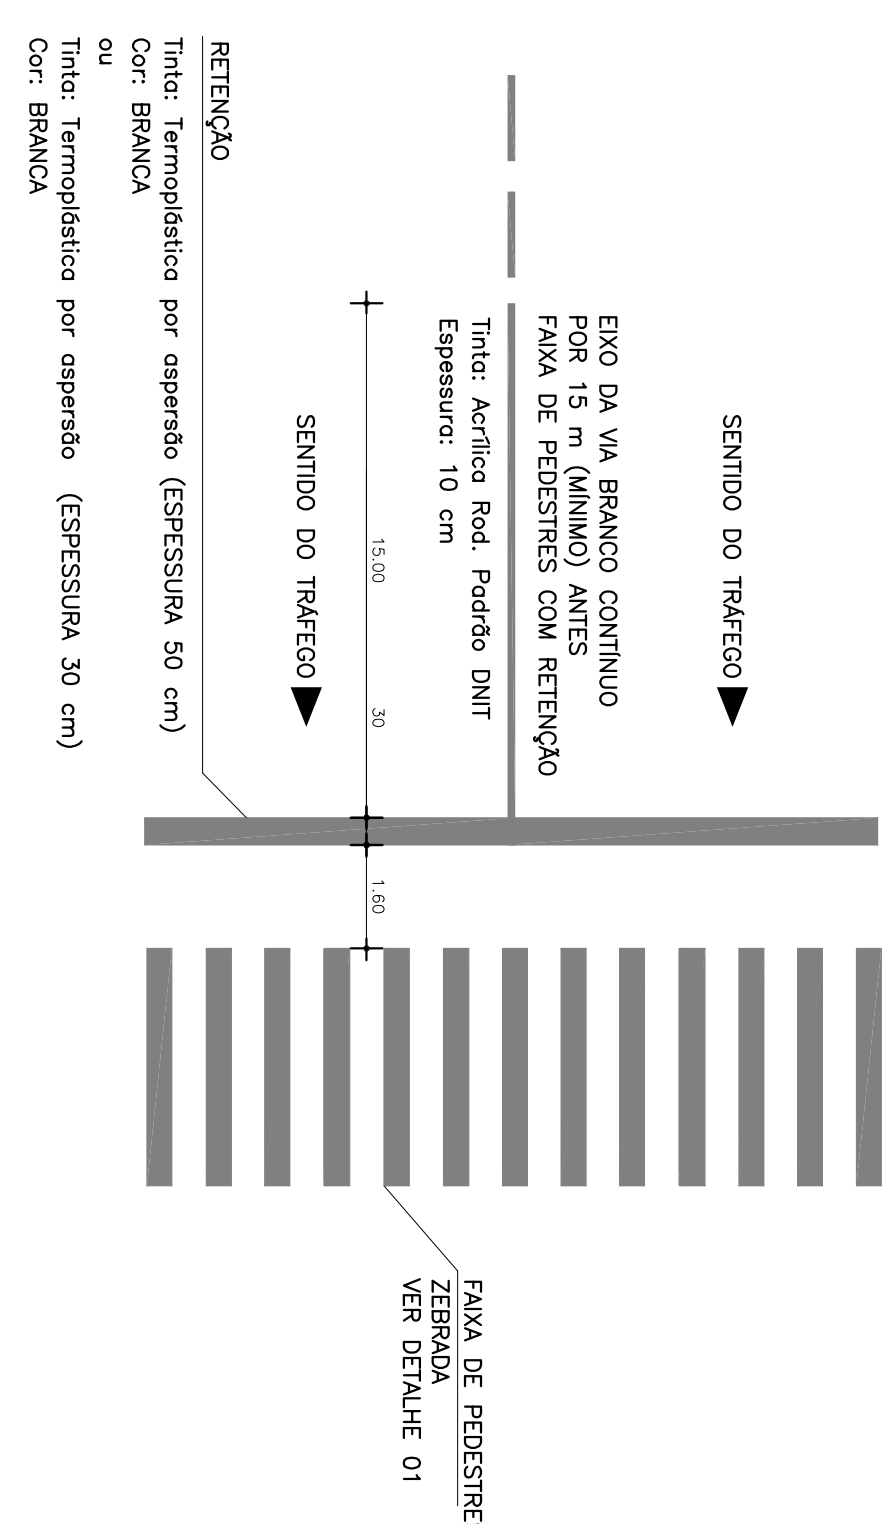 SENTIDO DO TRÁFEGO
EIXO DA VIA BRANCO CONTÍNUO
POR 15 m (MÍNIMO) ANTES
FAIXA DE PEDESTRES COM RETENÇÃO
Tinta: Acrílica Rod. Padrão DNIT
Espessura: 10 cm
15.00
30
1.60
SENTIDO DO TRÁFEGO
RETENÇÃO
Tinta: Termoplástica por aspersão (ESPESSURA 50 cm)
Cor: BRANCA
ou
Tinta: Termoplástica por aspersão (ESPESSURA 30 cm)
Cor: BRANCA
FAIXA DE PEDESTRES
ZEBRADA
VER DETALHE 01